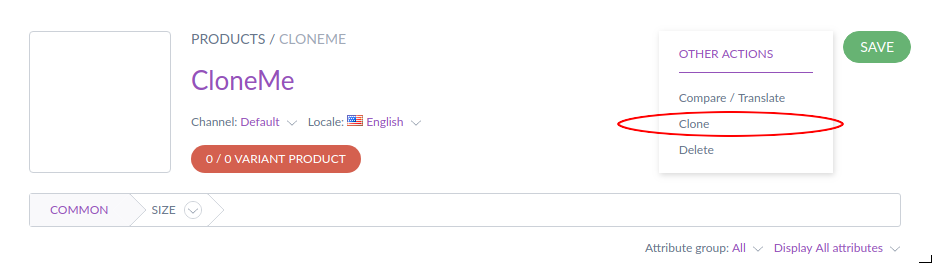 PRODUCTS / CLONEME
CloneMe
Channel: Default Locale: English
0 / 0 VARIANT PRODUCT
OTHER ACTIONS
Compare / Translate
Clone
Delete
SAVE
COMMON SIZE
Attribute group: All Display All attributes